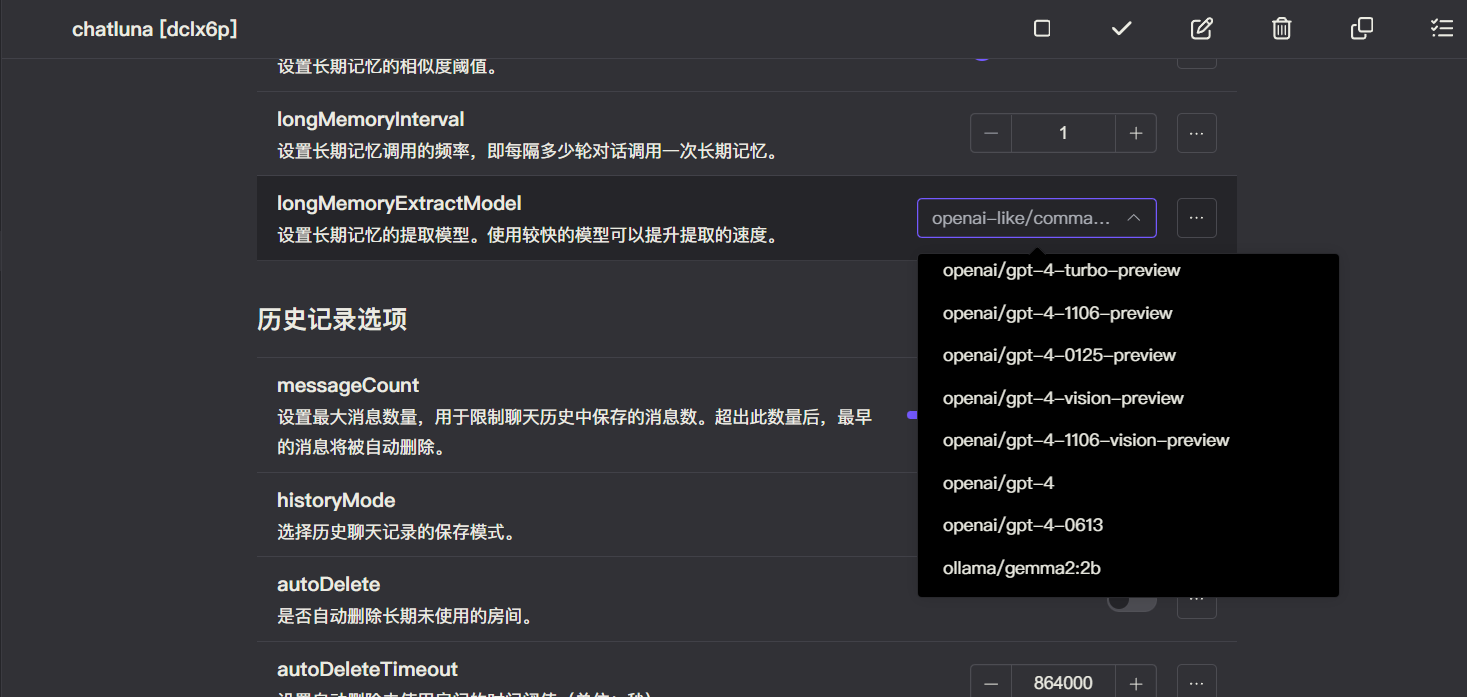 chatluna [dclx6p]
设置长期记忆的相似度阈值。
longMemoryInterval
1
设置长期记忆调用的频率，即每隔多少轮对话调用一次长期记忆。
longMemoryExtractModel
openai-like/comma...
设置长期记忆的提取模型。使用较快的模型可以提升提取的速度。
openai/gpt-4-turbo-preview
openai/gpt-4-1106-preview
openai/gpt-4-0125-preview
openai/gpt-4-vision-preview
openai/gpt-4-1106-vision-preview
openai/gpt-4
openai/gpt-4-0613
ollama/gemma2:2b
历史记录选项
messageCount
设置最大消息数量，用于限制聊天历史中保存的消息数。超出此数量后，最早
的消息将被自动删除。
historyMode
选择历史聊天记录的保存模式。
autoDelete
是否自动删除长期未使用的房间。
autoDeleteTimeout
864000